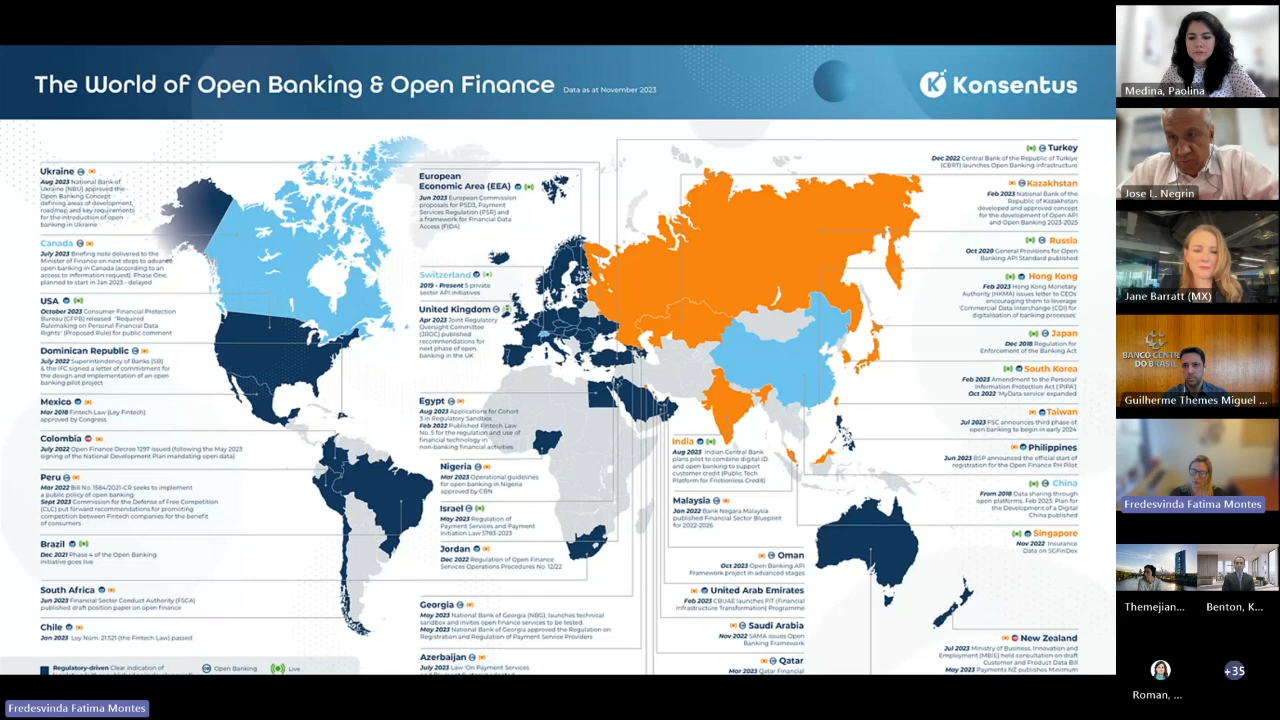 The World of Open Banking & Open Finance
Data as at November 2023
Konsentus
Ukraine
Aug 2023 National Bank of
Ukraine (NBU) approved the
Open Banking Concept -
defining areas of development,
roadmap and key requirements
for the introduction of open
banking in Ukraine
Canada
July 2023 Briefing note delivered to the
Minister of Finance on next steps to advance
open banking in Canada (according to an
access to information request). Phase One,
planned to start in Jan 2023 - delayed
USA
October 2023 Consumer Financial Protection
Bureau (CFPB) released "Required
Rulemaking on Personal Financial Data
Rights" (Proposed Rule) for public comment
Dominican Republic
July 2022 Superintendency of Banks (SB)
& the IFC signed a letter of commitment for
the design and implementation of an open
banking pilot project
Mexico
Mar 2018 Fintech Law (Ley Fintech)
approved by Congress
Colombia
July 2022 Open Finance Decree 1297 issued (following the May 2023
signing of the National Development Plan mandating open data)
Peru
Mar 2022 Bill No. 1584/2021-CR seeks to implement
a public policy of open banking
Sept 2023 Commission for the Defense of Free Competition
(CLC) put forward recommendations for promoting
competition between Fintech companies for the benefit
of consumers
Brazil
Dec 2021 Phase 4 of the Open Banking
initiative goes live
South Africa
Jun 2023 Financial Sector Conduct Authority (FSCA)
published draft position paper on open finance
Chile
Jan 2023 Ley Núm. 21.521 (the Fintech Law) passed
Regulatory-driven Clear indication of
Open Banking
Live
European
Economic Area (EEA)
Jun 2023 European Commission
proposals for PSD3, Payment
Services Regulation (PSR) and
a framework for Financial Data
Access (FIDA)
Switzerland
2019 - Present 5 private
sector API initiatives
United Kingdom
Apr 2023 Joint Regulatory
Oversight Committee
(JROC) published
recommendations for
next phase of open
banking in the UK
Egypt
Aug 2023 Applications for Cohort
3 in Regulatory Sandbox
Feb 2022 Published Fintech Law
No. 5 for the regulation and use of
financial technology in
non-banking financial activities
Nigeria
Mar 2023 Operational guidelines
for open banking in Nigeria
approved by CBN
Israel
May 2023 Regulation of
Payment Services and Payment
Initiation Law 5783-2023
Jordan
Dec 2022 Regulation of Open Finance
Services Operations Procedures No. 12/22
Georgia
May 2023 National Bank of Georgia (NBG), launches technical
sandbox and invites open finance services to be tested.
May 2023 National Bank of Georgia approved the Regulation on
Registration and Regulation of Payment Service Providers
Azerbaijan
July 2023 Law 'On Payment Services
India
Aug 2023 Indian Central Bank
plans pilot to combine digital ID
and open banking to support
customer credit (Public Tech
Platform for Frictionless Credit)
Malaysia
Jan 2022 Bank Negara Malaysia
published Financial Sector Blueprint
for 2022-2026
Oman
Oct 2023 Open Banking API
Framework project in advanced stages
United Arab Emirates
Feb 2023 CBUAE launches FIT (Financial
Infrastructure Transformation) Programme
Saudi Arabia
Nov 2022 SAMA issues Open
Banking Framework
Qatar
Mar 2023 Qatar Financial
Turkey
Dec 2022 Central Bank of the Republic of Türkiye
(CBRT) launches Open Banking infrastructure
Kazakhstan
Feb 2023 National Bank of the
Republic of Kazakhstan
developed and approved concept
for the development of Open API
and Open Banking 2023-2025
Russia
Oct 2020 General Provisions for Open
Banking API Standard published
Hong Kong
Feb 2023 Hong Kong Monetary
Authority (HKMA) issues letter to CEOs
encouraging them to leverage
'Commercial Data Interchange (CDI) for
digitalisation of banking processes'
Japan
Dec 2018 Regulation for
Enforcement of the Banking Act
South Korea
Feb 2023 Amendment to the Personal
Information Protection Act ('PIPA')
Oct 2022 'MyData service' expanded
Taiwan
Jul 2023 FSC announces third phase of
open banking to begin in early 2024
Philippines
Jun 2023 BSP announced the official start of
registration for the Open Finance PH Pilot
China
From 2018 Data sharing through
open platforms. Feb 2023: Plan for
the Development of a Digital
China published
Singapore
Nov 2022 Insurance
Data on SGFinDex
New Zealand
Jul 2023 Ministry of Business, Innovation and
Employment (MBIE) held consultation on draft
Customer and Product Data Bill
May 2023 Payments NZ publishes Minimum
Medina, Paolina
Jose L. Negrin
Jane Barratt (MX)
BANCO CENTR
DO BRASIL
Guilherme Themes Miguel ...
Fredesvinda Fatima Montes
Themejian...
Benton, K...
Roman, ...
+35
Fredesvinda Fatima Montes